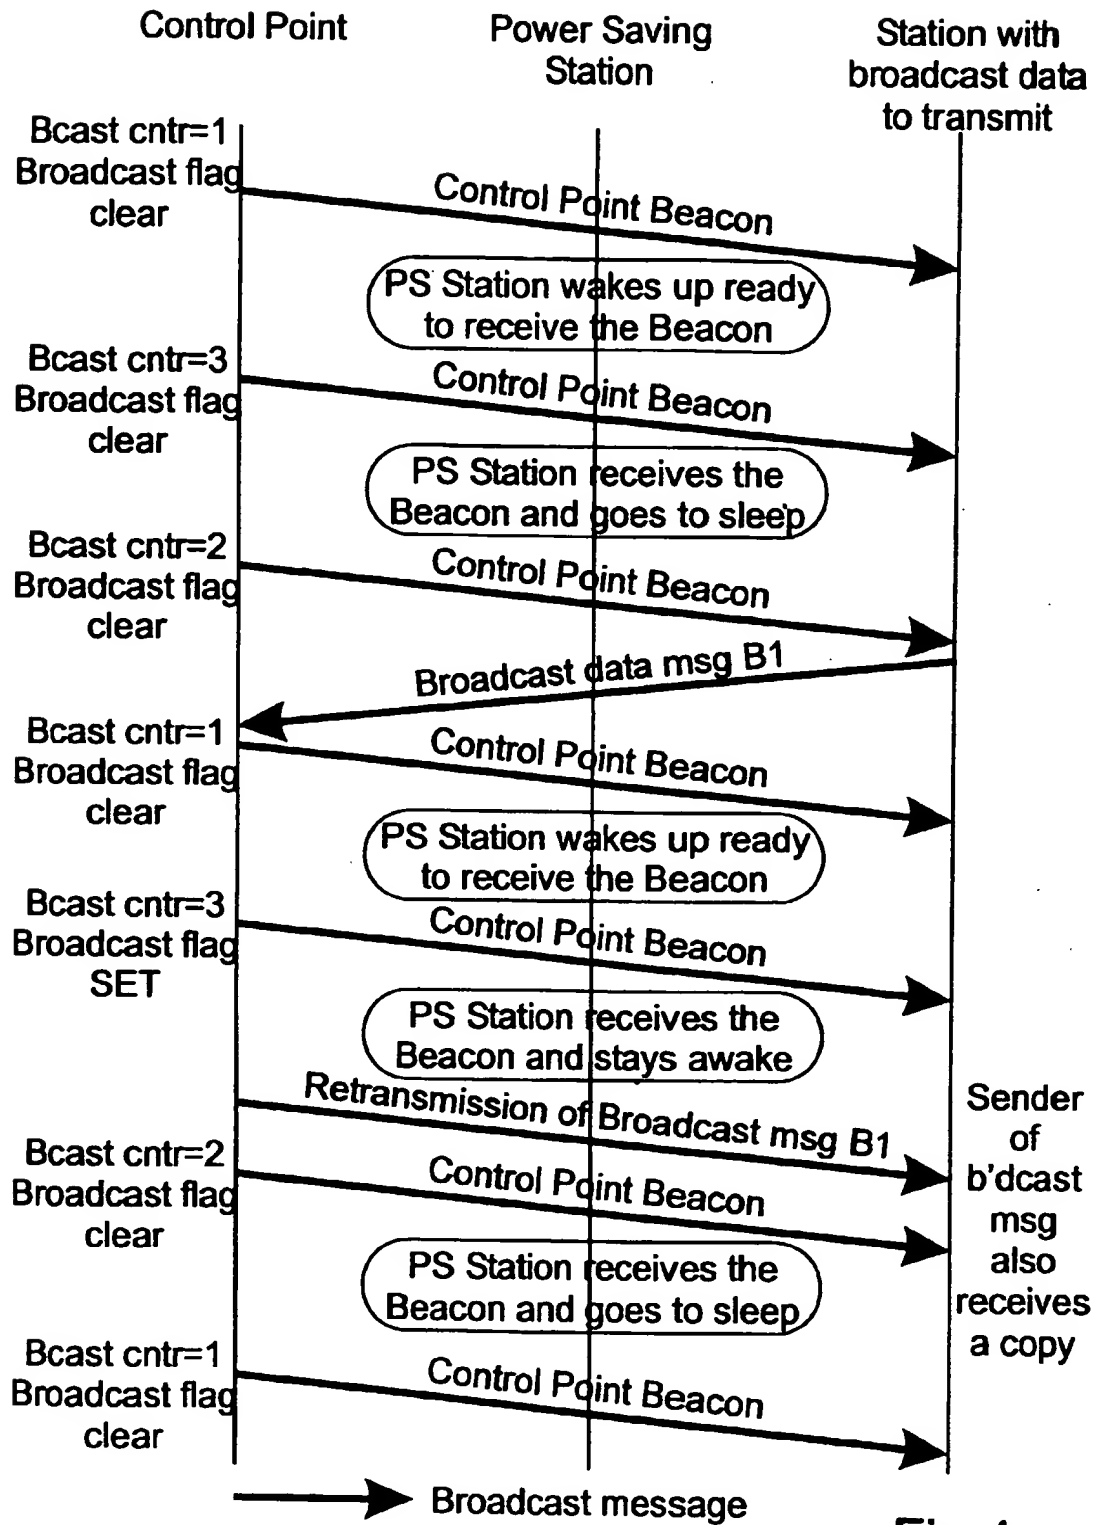 Control Point
Power Saving
Station
Station with
broadcast data
to transmit
Bcast cntr=1
Broadcast flag
clear
Control Point Beacon
PS Station wakes up ready
to receive the Beacon
Bcast cntr=3
Broadcast flag
clear
Control Point Beacon
PS Station receives the
Beacon and goes to sleep
Bcast cntr=2
Broadcast flag
clear
Control Point Beacon
Broadcast data msg B1
Bcast cntr=1
Broadcast flag
clear
Control Point Beacon
PS Station wakes up ready
to receive the Beacon
Bcast cntr=3
Broadcast flag
SET
Control Point Beacon
PS Station receives the
Beacon and stays awake
Retransmission of Broadcast msg B1
Sender
of
b'dcast
msg
also
receives
a copy
Bcast cntr=2
Broadcast flag
clear
Control Point Beacon
PS Station receives the
Beacon and goes to sleep
Bcast cntr=1
Broadcast flag
clear
Control Point Beacon
Broadcast message